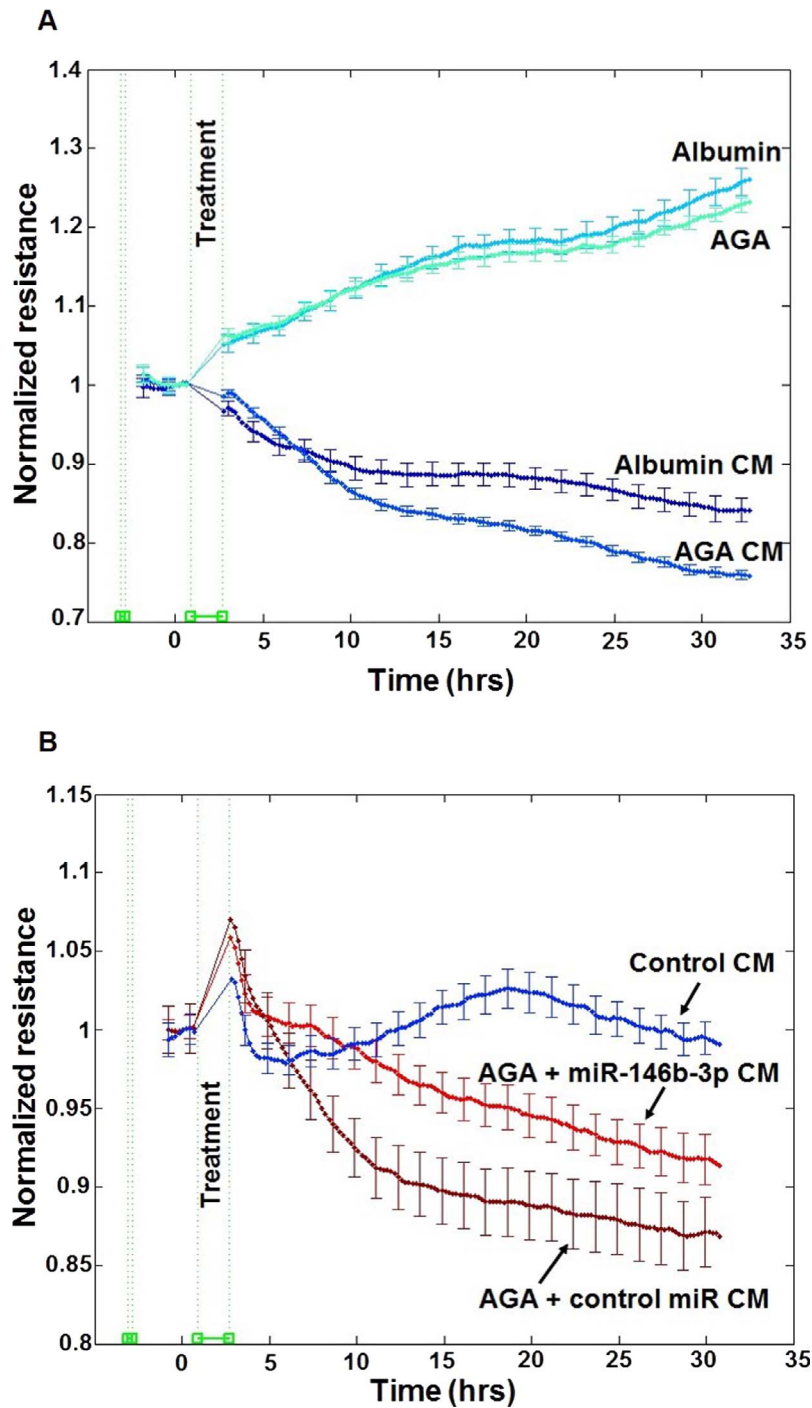 A
1.4
1.3
1.2
1.1
1
0.9
0.8
0.7
Normalized resistance
Treatment
Albumin
AGA
Albumin CM
AGA CM
0 5 10 15 20 25 30 35
Time (hrs)
B
1.15
1.1
1.05
1
0.95
0.9
0.85
0.8
Normalized resistance
Treatment
Control CM
AGA + miR-146b-3p CM
AGA + control miR CM
0 5 10 15 20 25 30 35
Time (hrs)